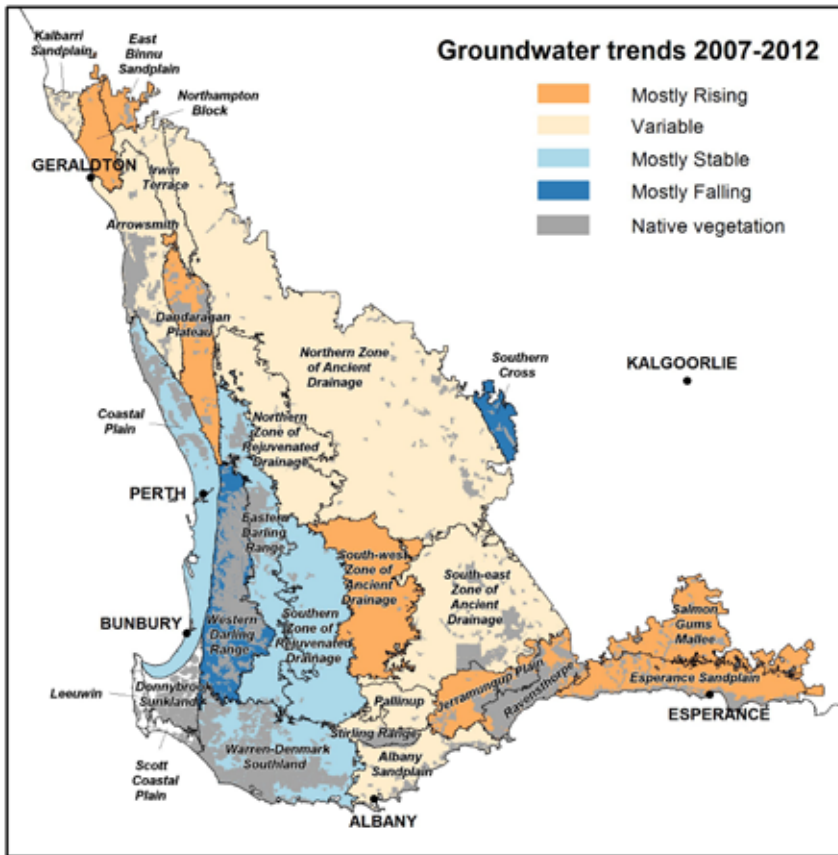 Groundwater trends 2007-2012
Mostly Rising
Variable
Mostly Stable
Mostly Falling
Native vegetation
Kalbarri
Sandplain
East
Binnu
Sandplain
Northampton
Block
GERALDTON
Irwin
Terrace
Arrowsmith
Dandaragan
Plateau
Northern Zone
of Ancient
Drainage
Southern
Cross
KALGOORLIE
Coastal
Plain
Northern
Zone of
Rejuvenated
Drainage
PERTH
Eastern
Darling
Range
South-west
Zone of
Ancient
Drainage
South-east
Zone of
Ancient
Drainage
BUNBURY
Western
Darling
Range
Southern
Zone of
Rejuvenated
Drainage
Salmon
Gums
Mallee
Leeuwin
Donnybrook
Sunkland
Pallinup
Jerramungup Plain
Ravensthorpe
Esperance Sandplain
ESPERANCE
Stirling Range
Warren-Denmark
Southland
Albany
Sandplain
Scott
Coastal
Plain
ALBANY